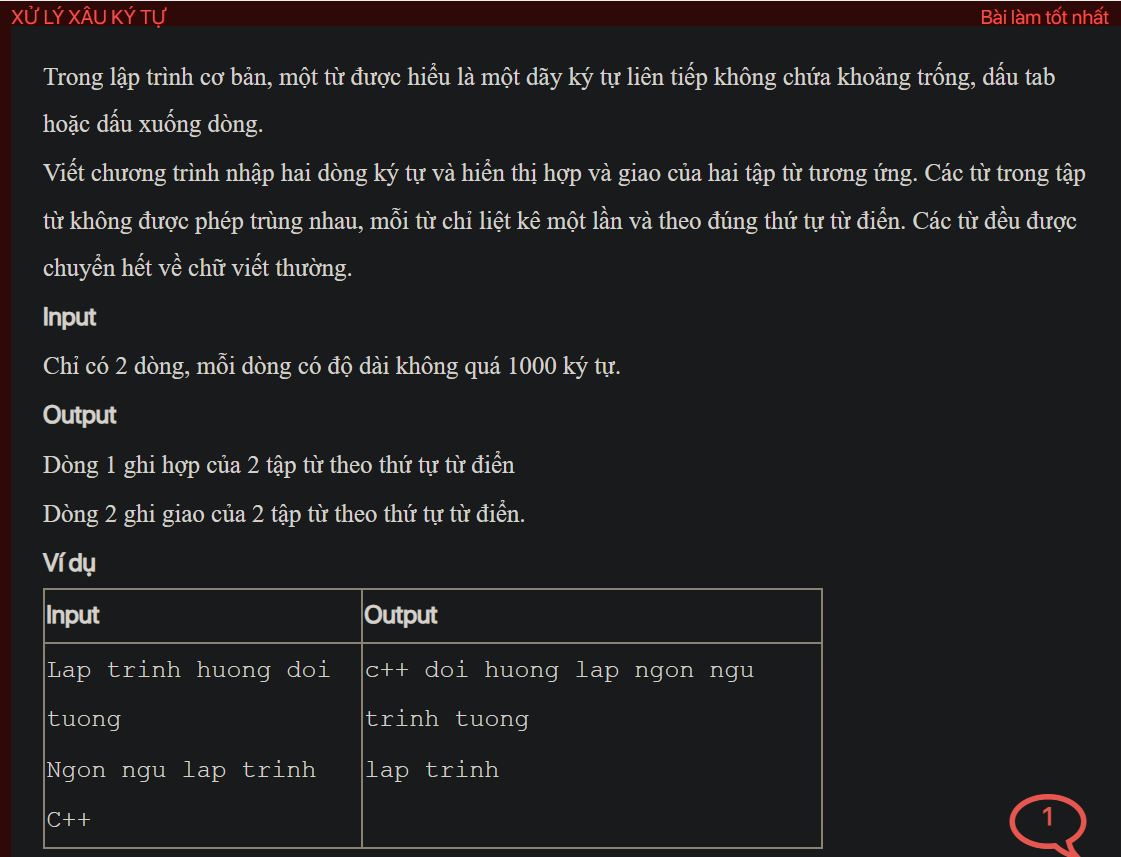 XỬ LÝ XÂU KÝ TỰ
Bài làm tốt nhất
Trong lập trình cơ bản, một từ được hiểu là một dãy ký tự liên tiếp không chứa khoảng trống, dấu tab
hoặc dấu xuống dòng.
Viết chương trình nhập hai dòng ký tự và hiển thị hợp và giao của hai tập từ tương ứng. Các từ trong tập
từ không được phép trùng nhau, mỗi từ chỉ liệt kê một lần và theo đúng thứ tự từ điển. Các từ đều được
chuyển hết về chữ viết thường.
Input
Chỉ có 2 dòng, mỗi dòng có độ dài không quá 1000 ký tự.
Output
Dòng 1 ghi hợp của 2 tập từ theo thứ tự từ điển
Dòng 2 ghi giao của 2 tập từ theo thứ tự từ điển.
Ví dụ
Input
Output
Lap trinh huong doi
tuong
Ngon ngu lap trinh
C++
c++ doi huong lap ngon ngu
trinh tuong
lap trinh
1